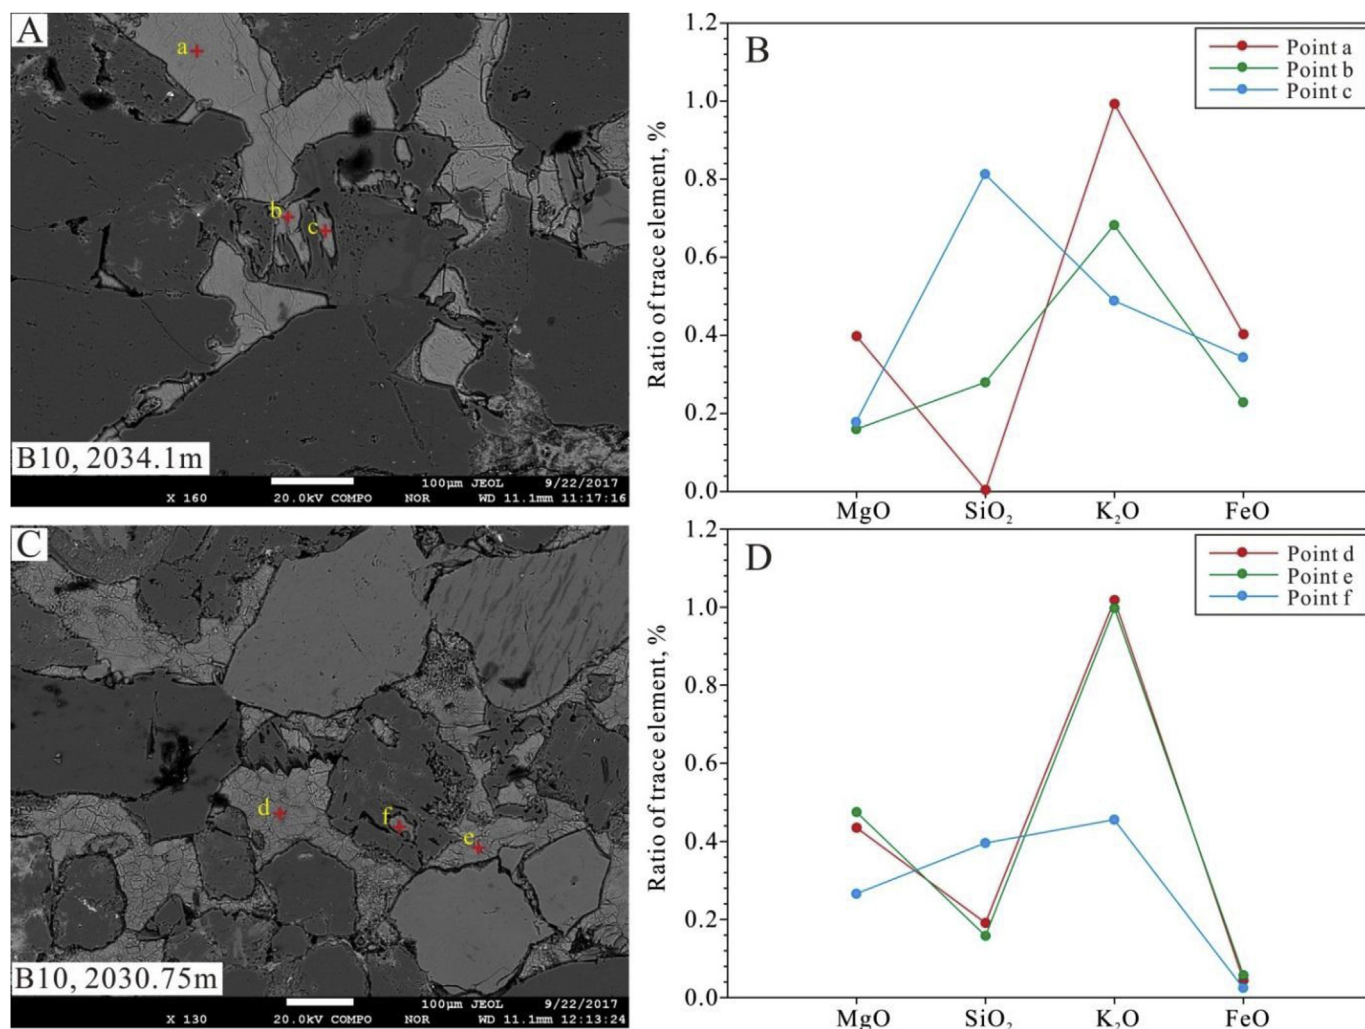 A
a
b
c
B10, 2034.1m
100μm JEOL 9/22/2017
X 160 20.0kV COMPO NOR WD 11.1mm 11:17:16
B
Point a
Point b
Point c
Ratio of trace element, %
1.2
1.0
0.8
0.6
0.4
0.2
0.0
MgO SiO₂ K₂O FeO
C
d
f
e
B10, 2030.75m
100μm JEOL 9/22/2017
X 130 20.0kV COMPO NOR WD 11.1mm 12:13:24
D
Point d
Point e
Point f
Ratio of trace element, %
1.2
1.0
0.8
0.6
0.4
0.2
0.0
MgO SiO₂ K₂O FeO